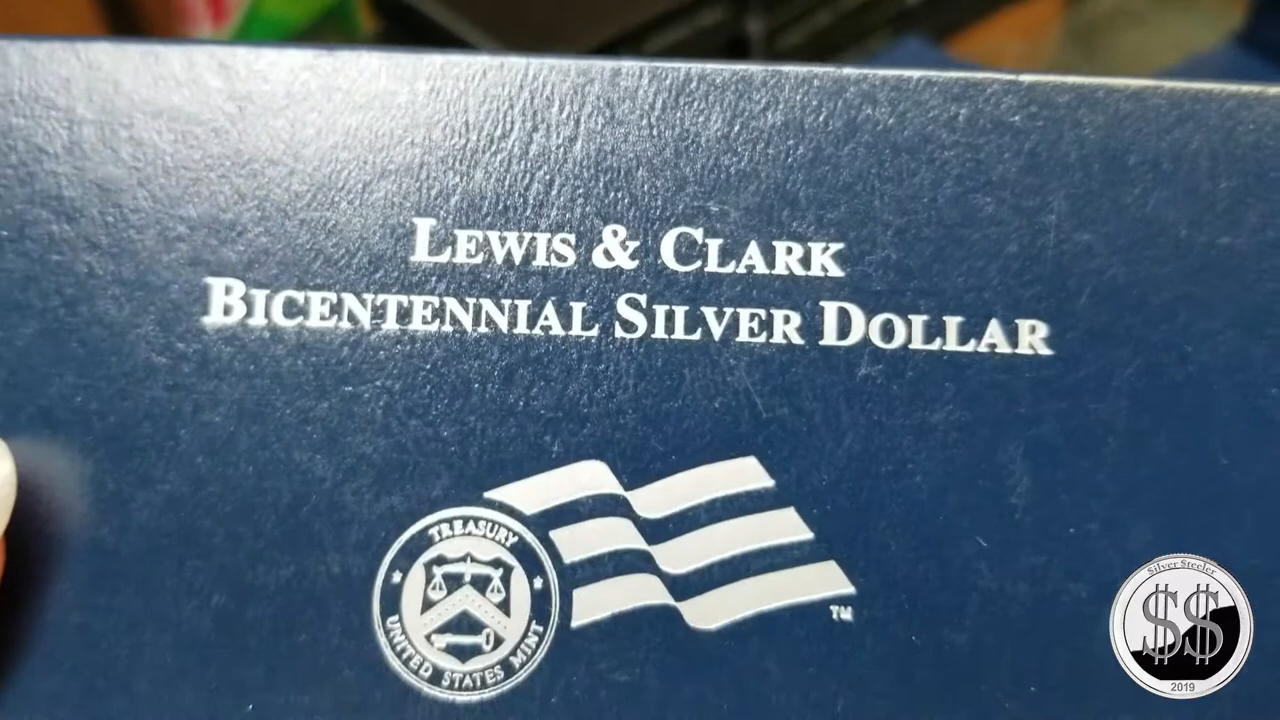 LEWIS & CLARK
BICENTENNIAL SILVER DOLLAR
TREASURY
UNITED STATES MINT
TM
Silver Steeler
$$
2019